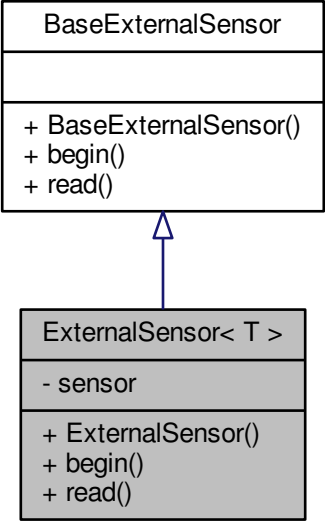 BaseExternalSensor
+ BaseExternalSensor()
+ begin()
+ read()
ExternalSensor< T >
- sensor
+ ExternalSensor()
+ begin()
+ read()